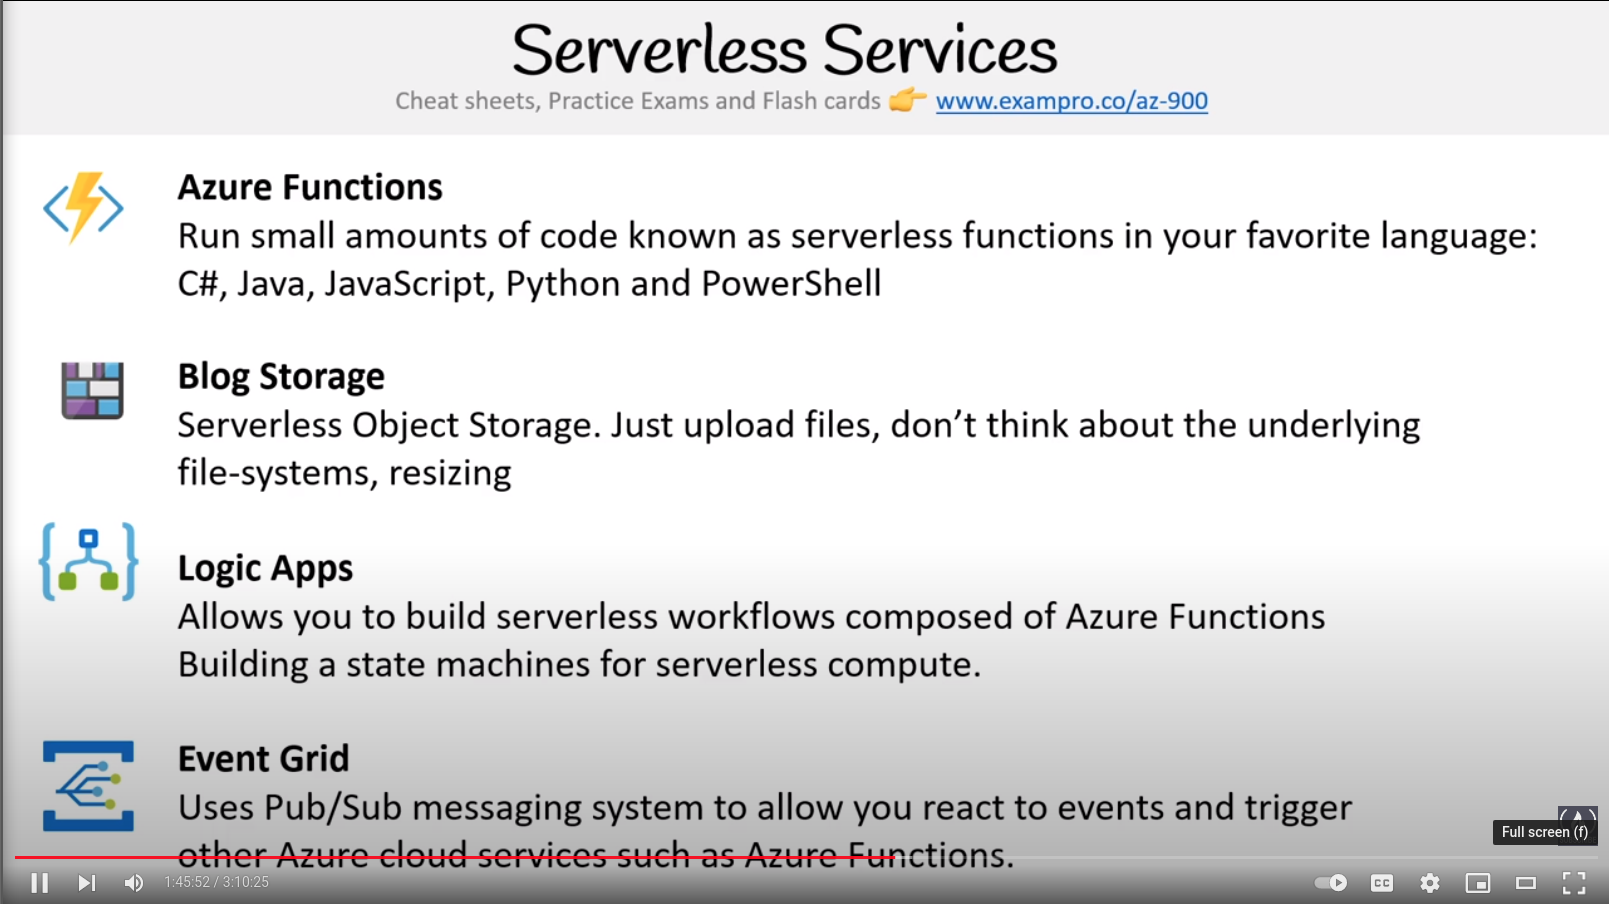 Serverless Services
Cheat sheets, Practice Exams and Flash cards 👉 www.exampro.co/az-900
Azure Functions
Run small amounts of code known as serverless functions in your favorite language:
C#, Java, JavaScript, Python and PowerShell
Blog Storage
Serverless Object Storage. Just upload files, don’t think about the underlying
file-systems, resizing
Logic Apps
Allows you to build serverless workflows composed of Azure Functions
Building a state machines for serverless compute.
Event Grid
Uses Pub/Sub messaging system to allow you react to events and trigger
other Azure cloud services such as Azure Functions.
Full screen (f)
1:45:52 / 3:10:25
CC